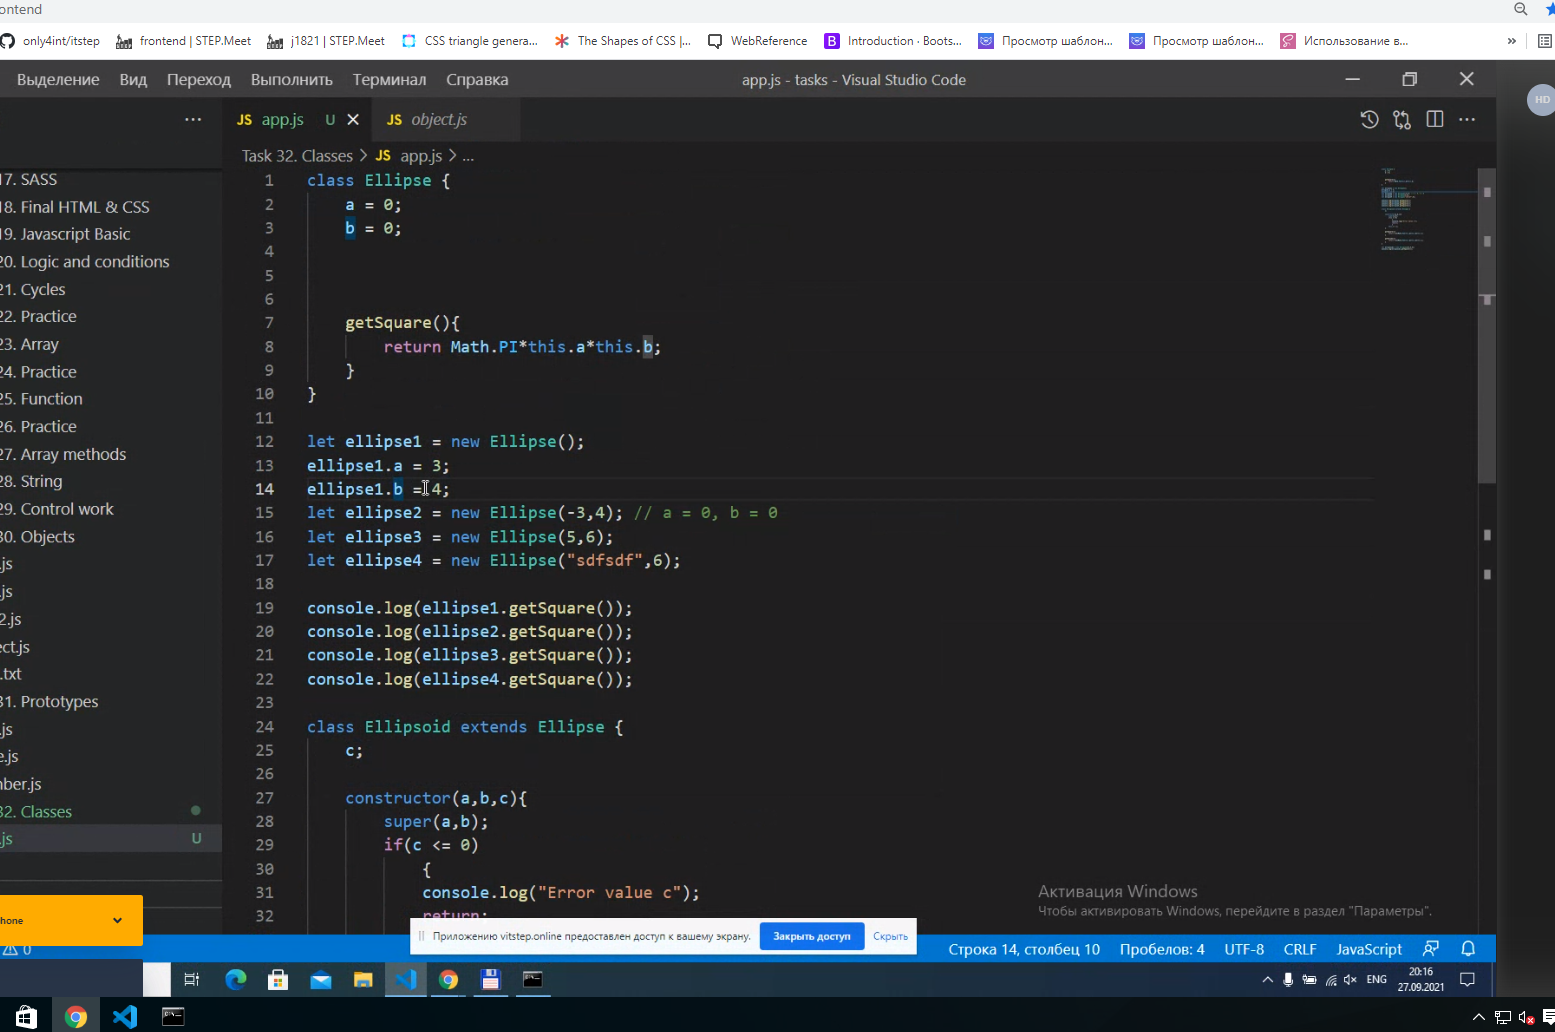 ontend
only4int/itstep
frontend | STEP.Meet
j1821 | STEP.Meet
CSS triangle genera...
The Shapes of CSS |...
WebReference
Introduction · Boots...
Просмотр шаблон...
Просмотр шаблон...
Использование в...
»
Выделение Вид Переход Выполнить Терминал Справка
app.js - tasks - Visual Studio Code
HD
JS app.js U
JS object.js
Task 32. Classes > JS app.js > ...
17. SASS
18. Final HTML & CSS
19. Javascript Basic
20. Logic and conditions
21. Cycles
22. Practice
23. Array
24. Practice
25. Function
26. Practice
27. Array methods
28. String
29. Control work
30. Objects
.js
.js
2.js
ect.js
.txt
31. Prototypes
.js
e.js
nber.js
32. Classes
.js U
1 class Ellipse {
2 a = 0;
3 b = 0;
4
5
6
7 getSquare(){
8 return Math.PI*this.a*this.b;
9 }
10 }
11
12 let ellipse1 = new Ellipse();
13 ellipse1.a = 3;
14 ellipse1.b = 4;
15 let ellipse2 = new Ellipse(-3,4); // a = 0, b = 0
16 let ellipse3 = new Ellipse(5,6);
17 let ellipse4 = new Ellipse("sdfsdf",6);
18
19 console.log(ellipse1.getSquare());
20 console.log(ellipse2.getSquare());
21 console.log(ellipse3.getSquare());
22 console.log(ellipse4.getSquare());
23
24 class Ellipsoid extends Ellipse {
25 c;
26
27 constructor(a,b,c){
28 super(a,b);
29 if(c <= 0)
30 {
31 console.log("Error value c");
32 return;
Активация Windows
Чтобы активировать Windows, перейдите в раздел "Параметры".
hone
0
Приложению vitstep.online предоставлен доступ к вашему экрану.
Закрыть доступ
Скрыть
Строка 14, столбец 10 Пробелов: 4 UTF-8 CRLF JavaScript
ENG
20:16
27.09.2021